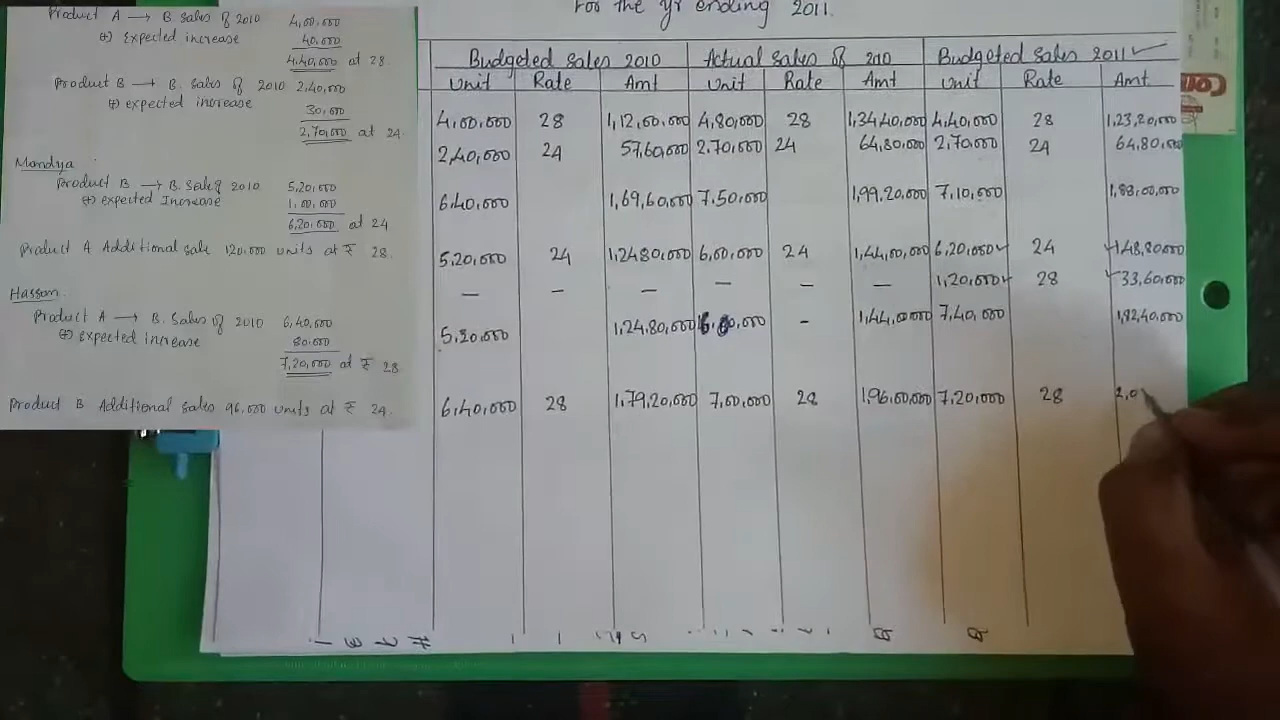 For the yr ending 2011.
Product A → B sales of 2010 4,00,000
(+) Expected increase 40,000
4,40,000 at 28
Product B → B. Sales of 2010 2,40,000
(+) expected increase 30,000
2,70,000 at 24
Mandya
Product B → B. Sale of 2010 5,20,000
(+) expected Increase 1,00,000
6,20,000 at 24
Product A Additional sale 120,000 units at ₹ 28.
Hassan
Product A → B. Sales of 2010 6,40,000
(+) expected increase 80,000
7,20,000 at ₹ 28
Product B Additional sales 96,000 units at ₹ 24.
Budgeted sales 2010 Actual sales of 2010 Budgeted sales 2011
Unit Rate Amt Unit Rate Amt Unit Rate Amt.
4,00,000 28 1,12,00,000 4,80,000 28 1,34,40,000 4,40,000 28 1,23,20,000
2,40,000 24 57,60,000 2,70,000 24 64,80,000 2,70,000 24 64,80,000
6,40,000 1,69,60,000 7,50,000 1,99,20,000 7,10,000 1,88,00,000
5,20,000 24 1,24,80,000 6,00,000 24 1,44,00,000 6,20,000 24 1,48,80,000
— — — — — — 1,20,000 28 33,60,000
5,20,000 1,24,80,000 - 1,44,00,000 7,40,000 1,82,40,000
6,40,000 28 1,79,20,000 7,00,000 28 1,96,00,000 7,20,000 28 2,0